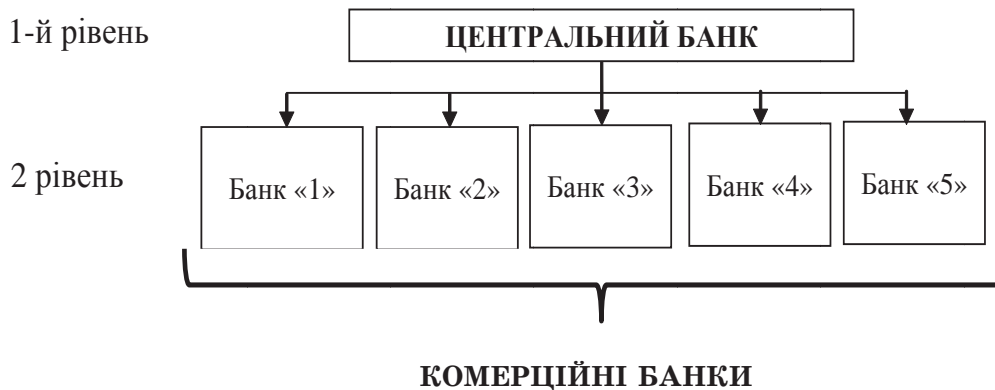 1-й рівень
ЦЕНТРАЛЬНИЙ БАНК
2 рівень
Банк «1»
Банк «2»
Банк «3»
Банк «4»
Банк «5»
КОМЕРЦІЙНІ БАНКИ